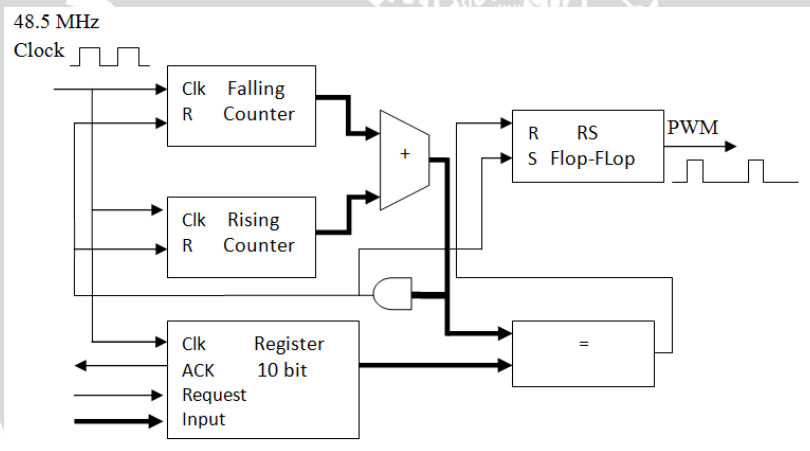 48.5 MHz
Clock
Clk Falling
R Counter
+
R RS
S Flop-FLop
PWM
Clk Rising
R Counter
Clk Register
ACK 10 bit
Request
Input
=